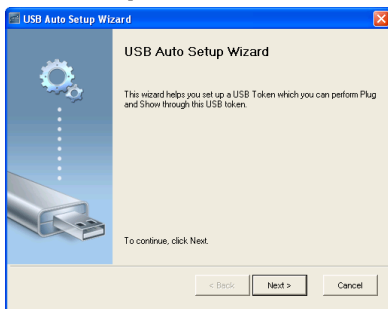 USB Auto Setup Wizard
USB Auto Setup Wizard
This wizard helps you set up a USB Token which you can perform Plug
and Show through this USB token.
To continue, click Next.
< Back
Next >
Cancel